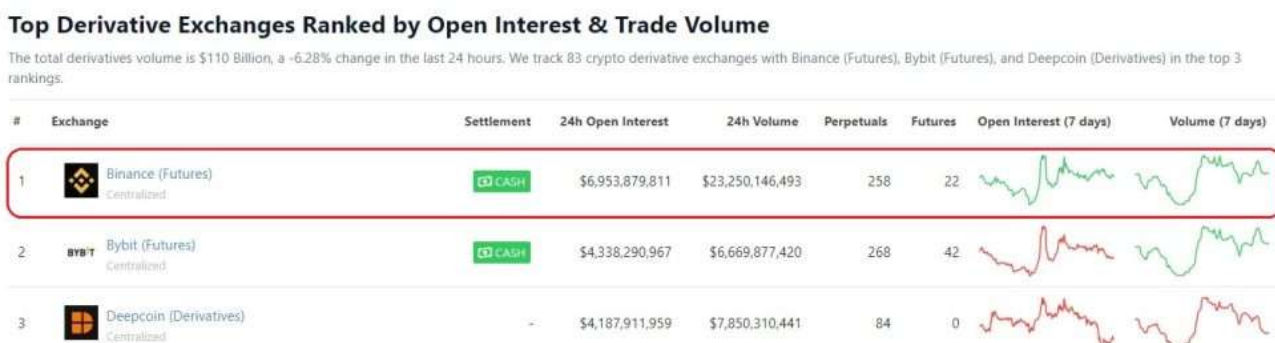 Top Derivative Exchanges Ranked by Open Interest & Trade Volume
The total derivatives volume is $110 Billion, a -6.28% change in the last 24 hours. We track 83 crypto derivative exchanges with Binance (Futures), Bybit (Futures), and Deepcoin (Derivatives) in the top 3
rankings.
# Exchange Settlement 24h Open Interest 24h Volume Perpetuals Futures Open Interest (7 days) Volume (7 days)
1 Binance (Futures) CASH $6,953,879,811 $23,250,146,493 258 22
Centralized
2 BYBIT Bybit (Futures) CASH $4,338,290,967 $6,669,877,420 268 42
Centralized
3 Deepcoin (Derivatives) - $4,187,911,959 $7,850,310,441 84 0
Centralized